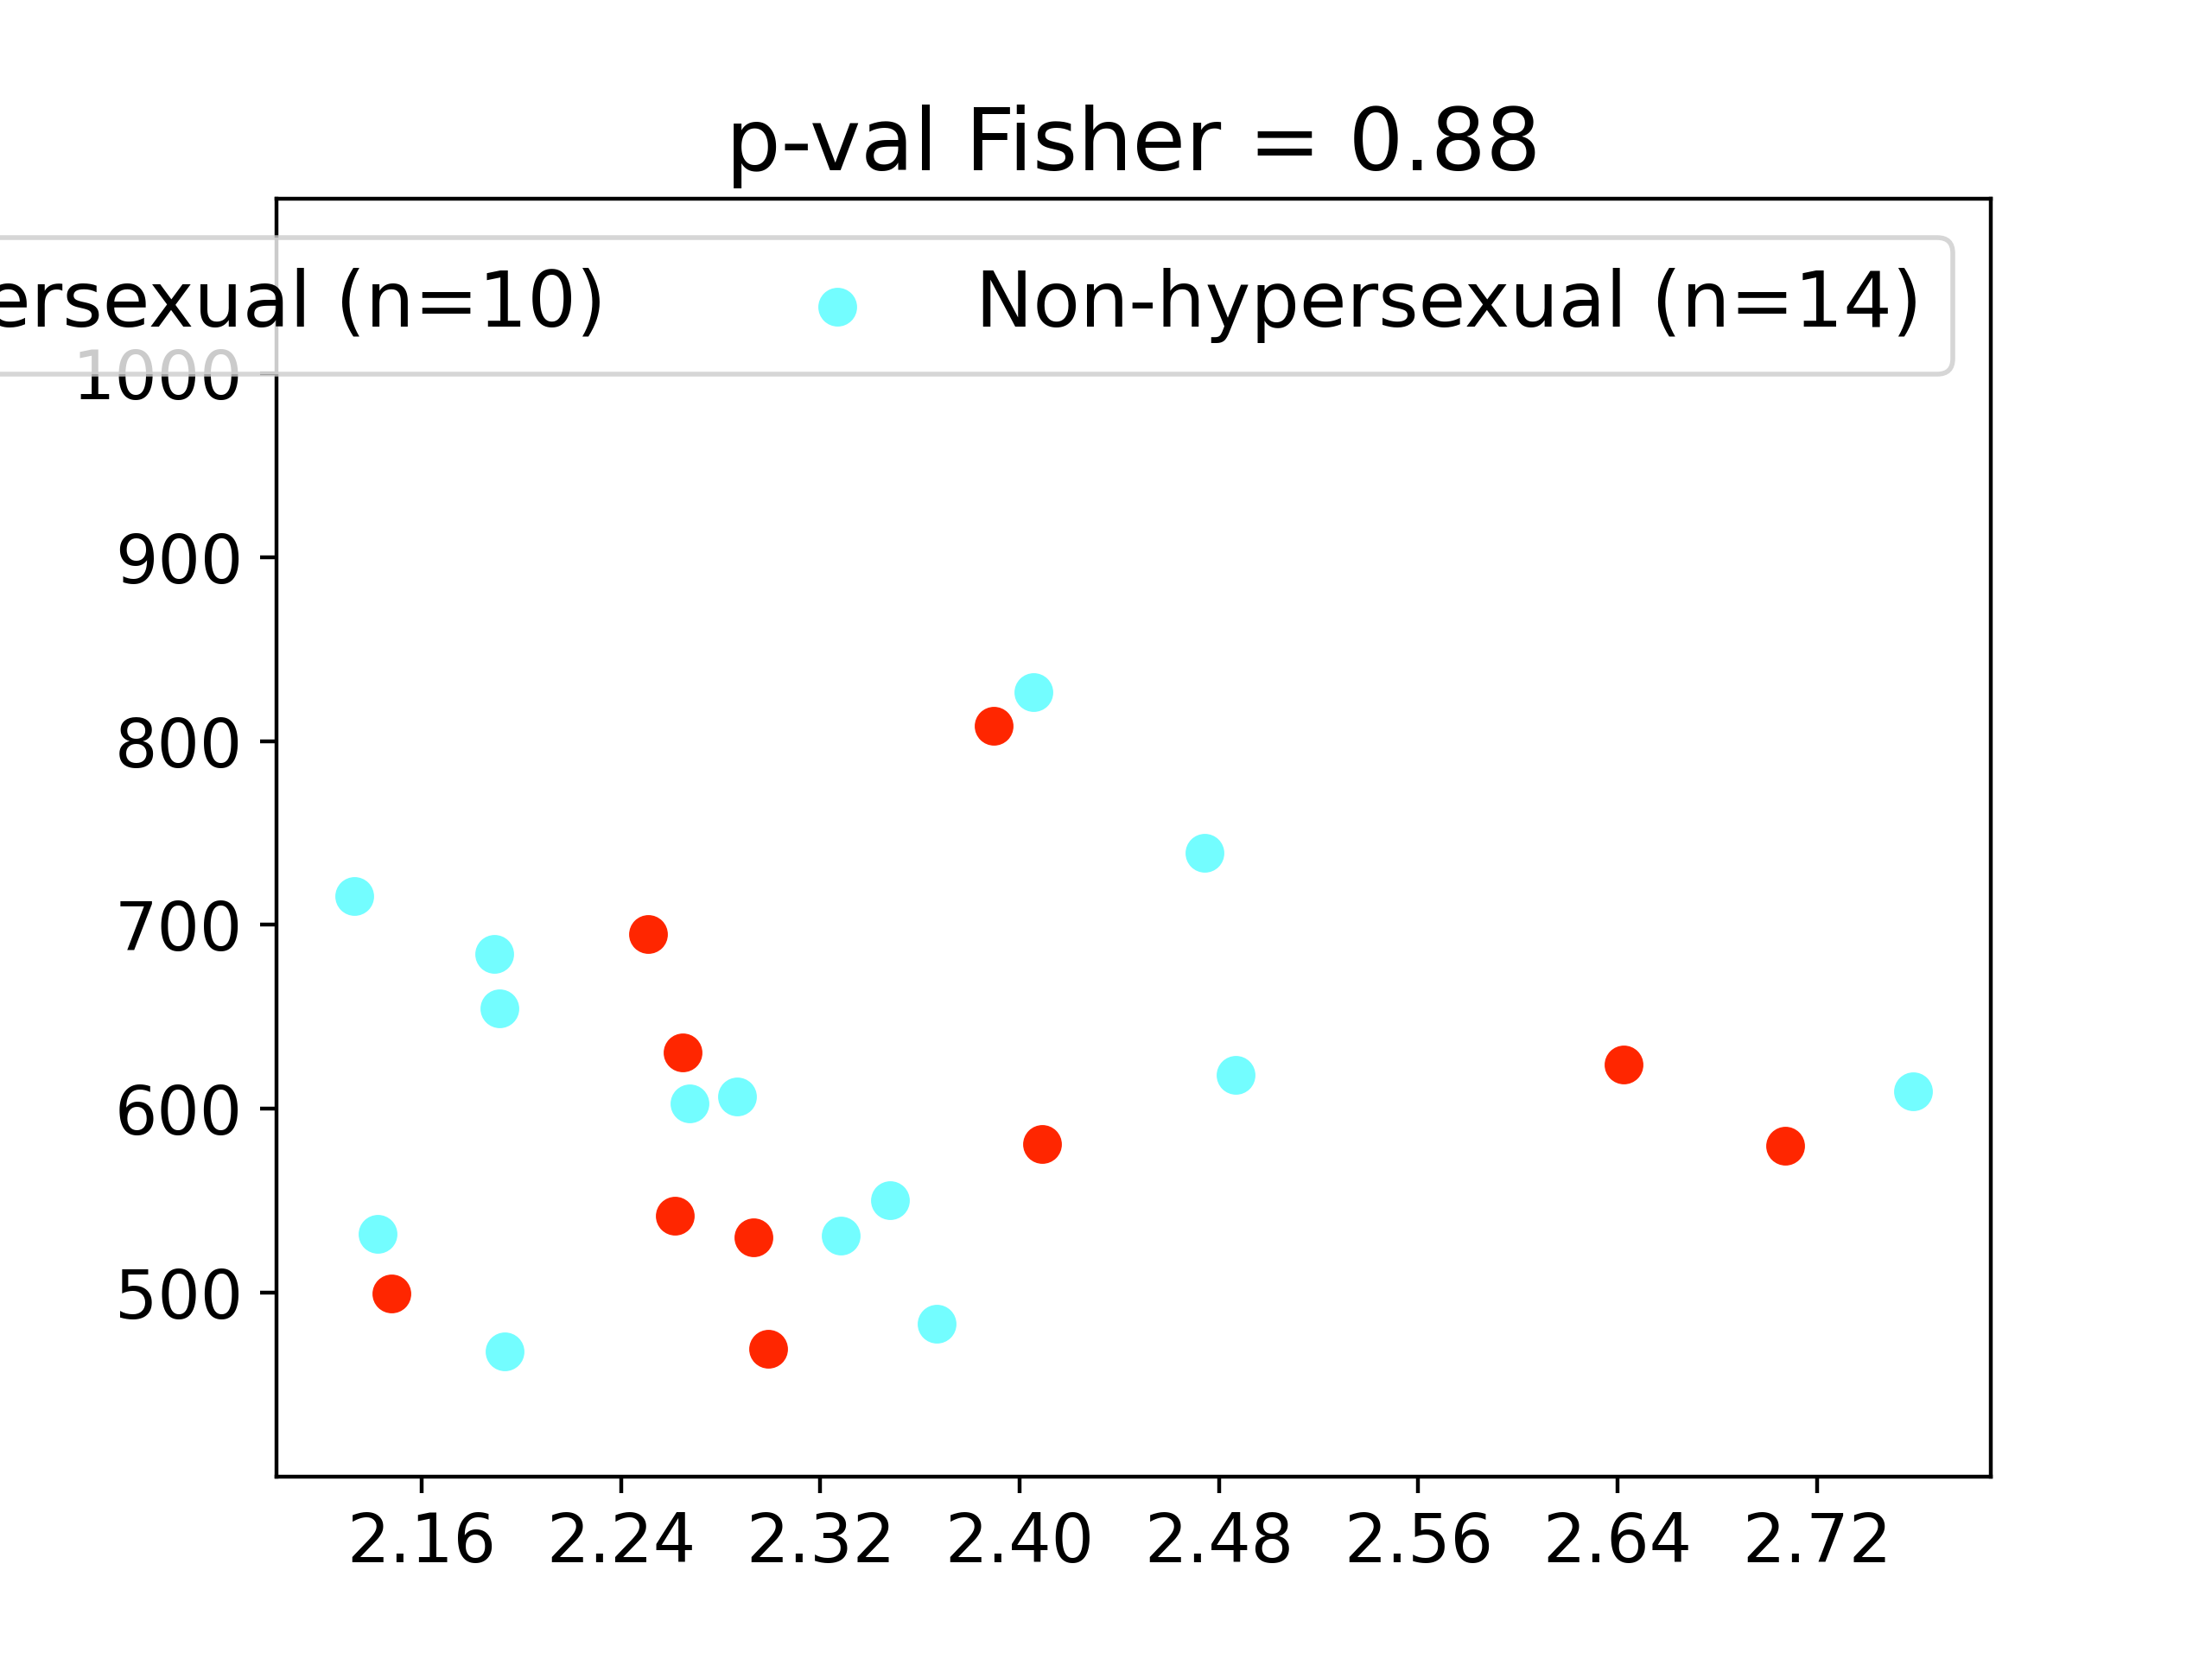 p-val Fisher = 0.88
ersexual (n=10) Non-hypersexual (n=14)
1000
900
800
700
600
500
2.16 2.24 2.32 2.40 2.48 2.56 2.64 2.72